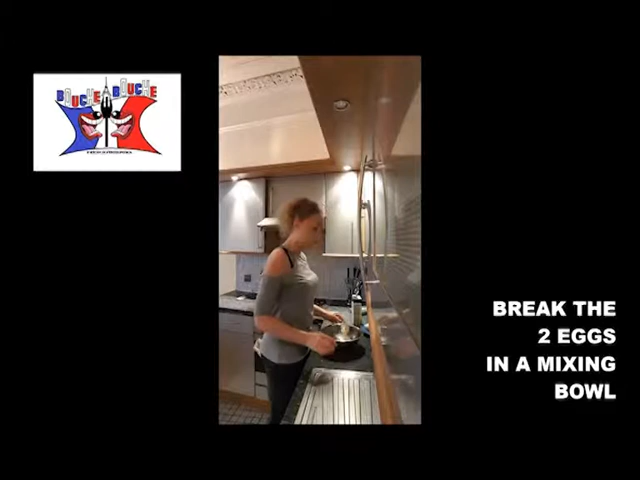 BOUCHE A BOUCHE
BREAK THE
2 EGGS
IN A MIXING
BOWL